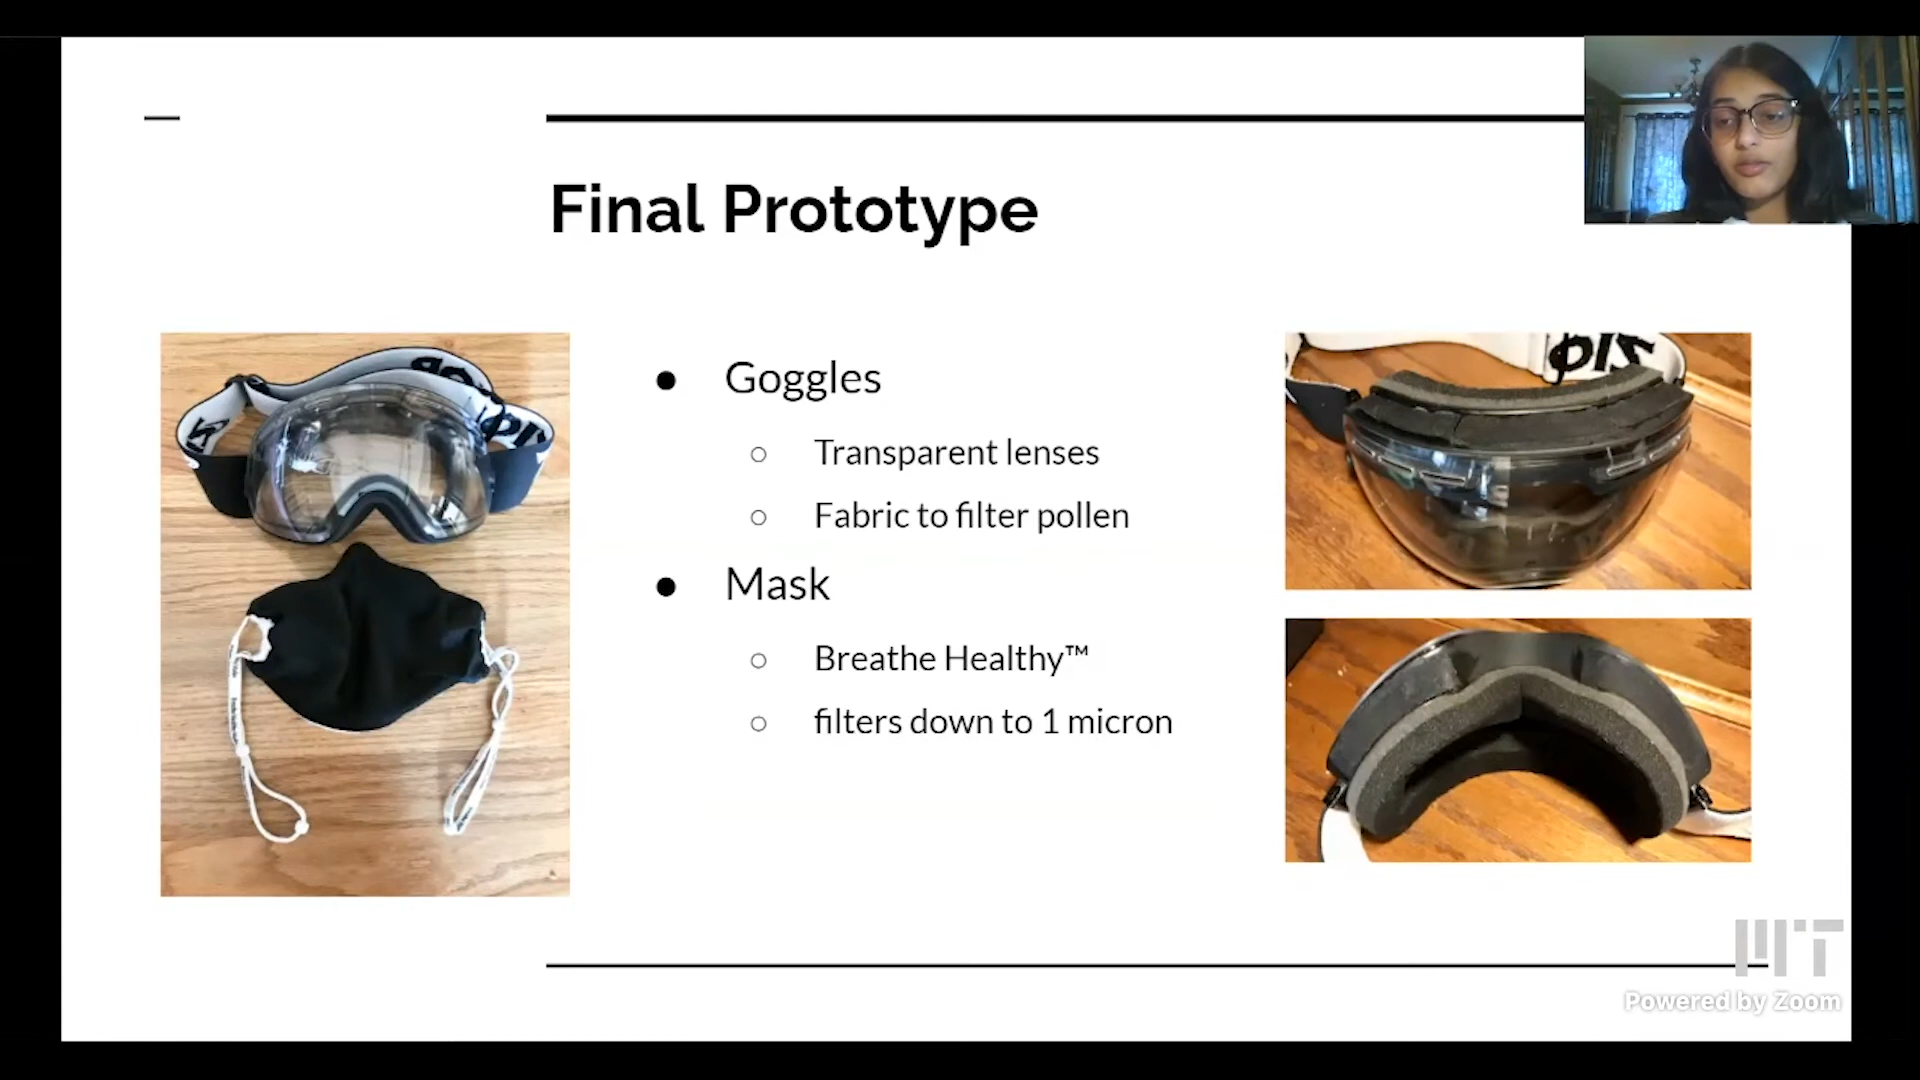 Final Prototype
Goggles
Transparent lenses
Fabric to filter pollen
Mask
Breathe Healthy™
filters down to 1 micron
MIT
Powered by Zoom